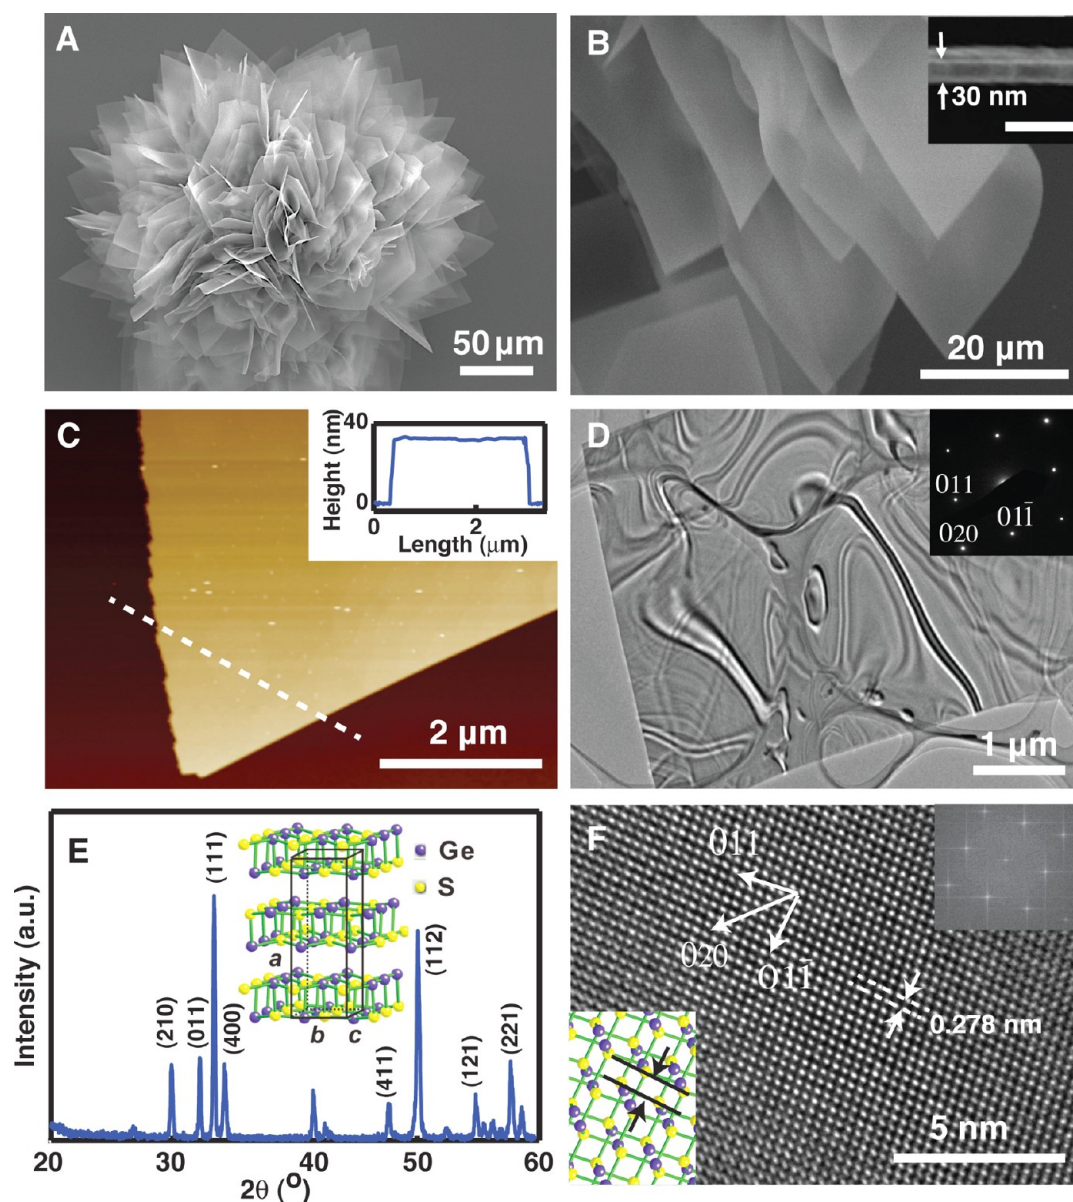 A
50 μm
B
30 nm
20 μm
C
Height (nm)
40
0
0
2
Length (μm)
2 μm
D
011
020
011̅
1 μm
E
Intensity (a.u.)
(210)
(011)
(111)
(400)
(411)
(112)
(121)
(221)
Ge
S
a
b
c
20
30
40
50
60
2θ (°)
F
011
020
011̅
0.278 nm
5 nm